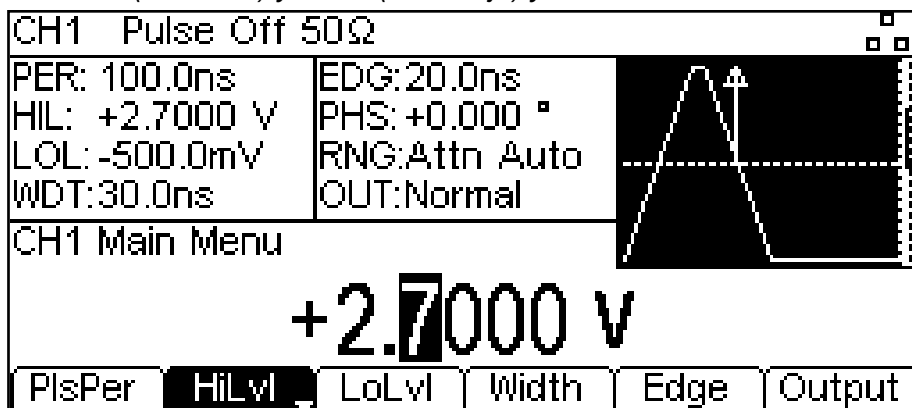 CH1 Pulse Off 50Ω
PER: 100.0ns
HIL: +2.7000 V
LOL: -500.0mV
WDT: 30.0ns
EDG: 20.0ns
PHS: +0.000 °
RNG: Attn Auto
OUT: Normal
CH1 Main Menu
+2.7000 V
PlsPer HiLvl LoLvl Width Edge Output